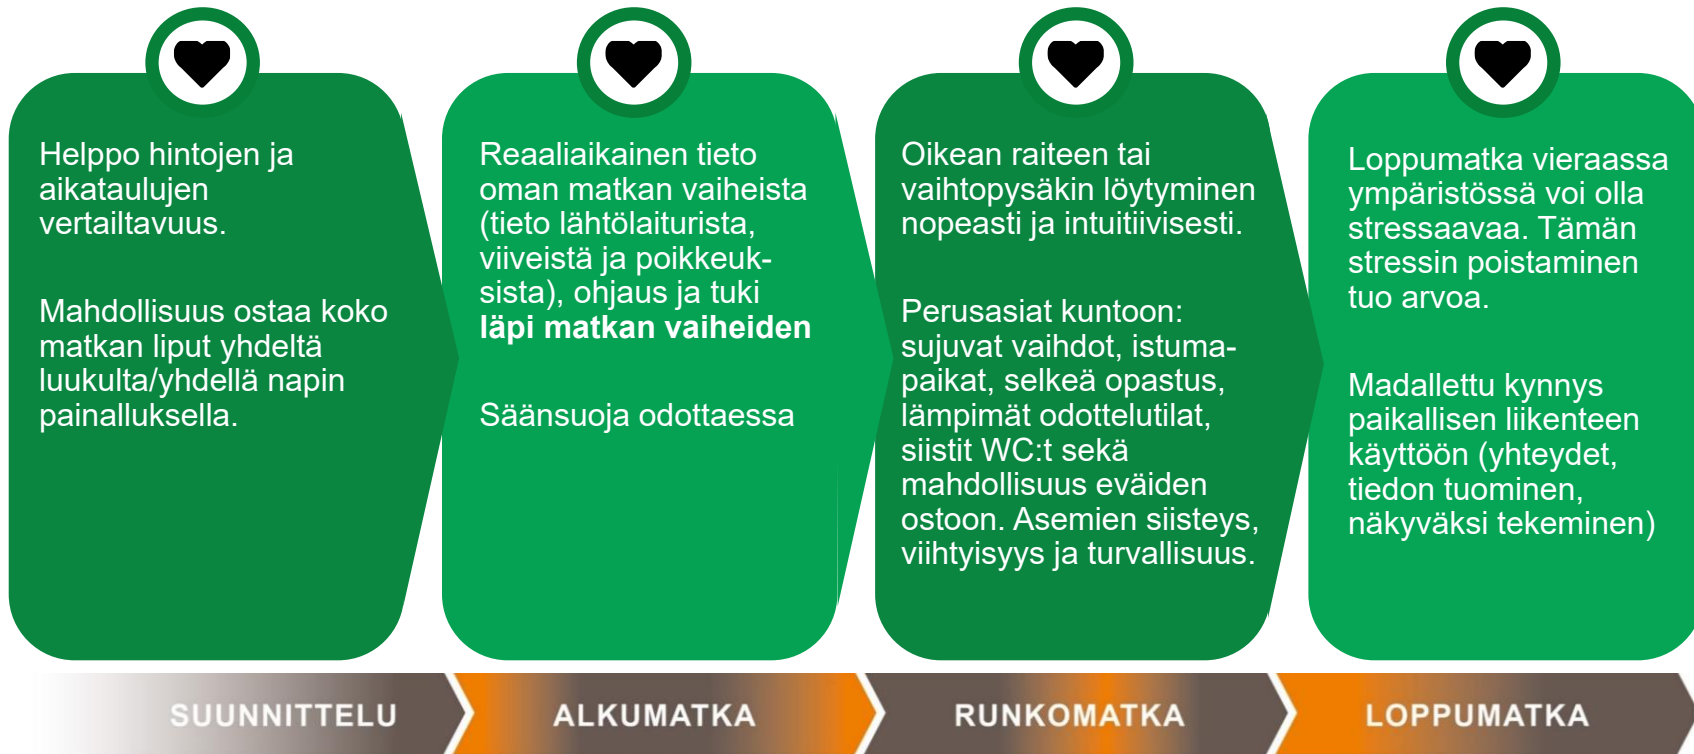 Helppo hintojen ja
aikataulujen
vertailtavuus.
Mahdollisuus ostaa koko
matkan liput yhdeltä
luukulta/yhdellä napin
painalluksella.
Reaaliaikainen tieto
oman matkan vaiheista
(tieto lähtölaiturista,
viiveistä ja poikkeuk-
sista), ohjaus ja tuki
läpi matkan vaiheiden
Säänsuoja odottaessa
Oikean raiteen tai
vaihtopysäkin löytyminen
nopeasti ja intuitiivisesti.
Perusasiat kuntoon:
sujuvat vaihdot, istuma-
paikat, selkeä opastus,
lämpimät odottelutilat,
siistit WC:t sekä
mahdollisuus eväiden
ostoon. Asemien siisteys,
viihtyisyys ja turvallisuus.
Loppumatka vieraassa
ympäristössä voi olla
stressaavaa. Tämän
stressin poistaminen
tuo arvoa.
Madallettu kynnys
paikallisen liikenteen
käyttöön (yhteydet,
tiedon tuominen,
näkyväksi tekeminen)
SUUNNITTELU
ALKUMATKA
RUNKOMATKA
LOPPUMATKA